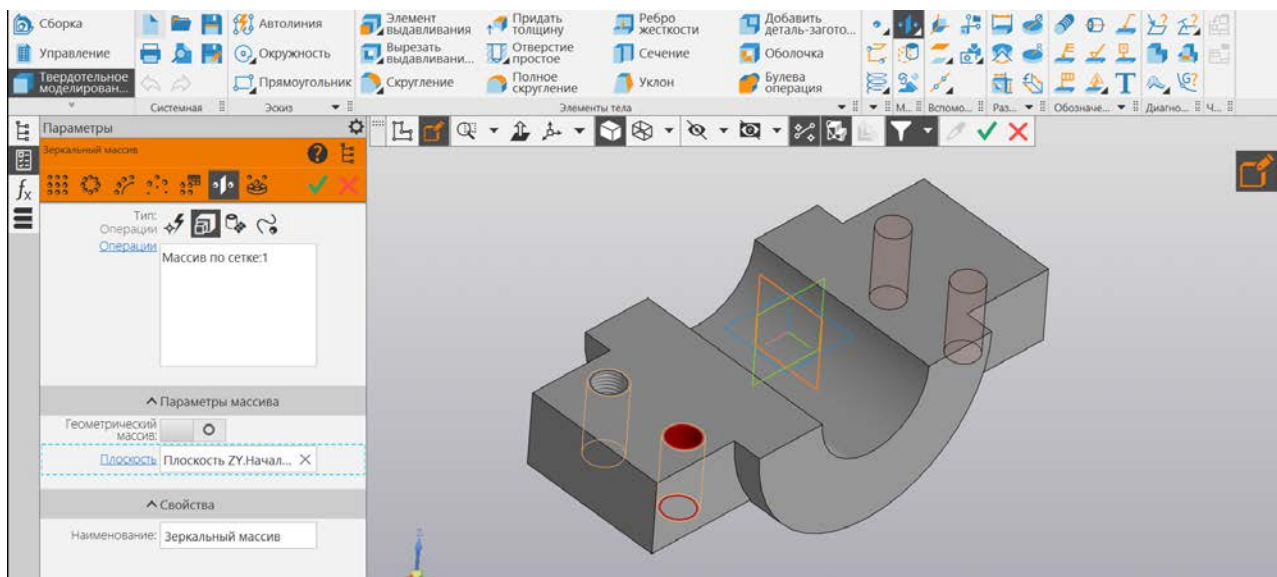 Сборка
Управление
Твердотельное
моделирован...
Системная
Автолиния
Окружность
Прямоугольник
Эскиз
Элемент
выдавливания
Вырезать
выдавливани...
Скругление
Придать
толщину
Отверстие
простое
Полное
скругление
Ребро
жесткости
Сечение
Уклон
Добавить
деталь-загото...
Оболочка
Булева
операция
Элементы тела
М...
Вспомо...
Раз...
Обозначе...
Диагно...
Ч...
Параметры
Зеркальный массив
Тип:
Операции
Операции
Массив по сетке:1
Параметры массива
Геометрический
массив:
Плоскость
Плоскость ZY.Начал...
Свойства
Наименование:
Зеркальный массив